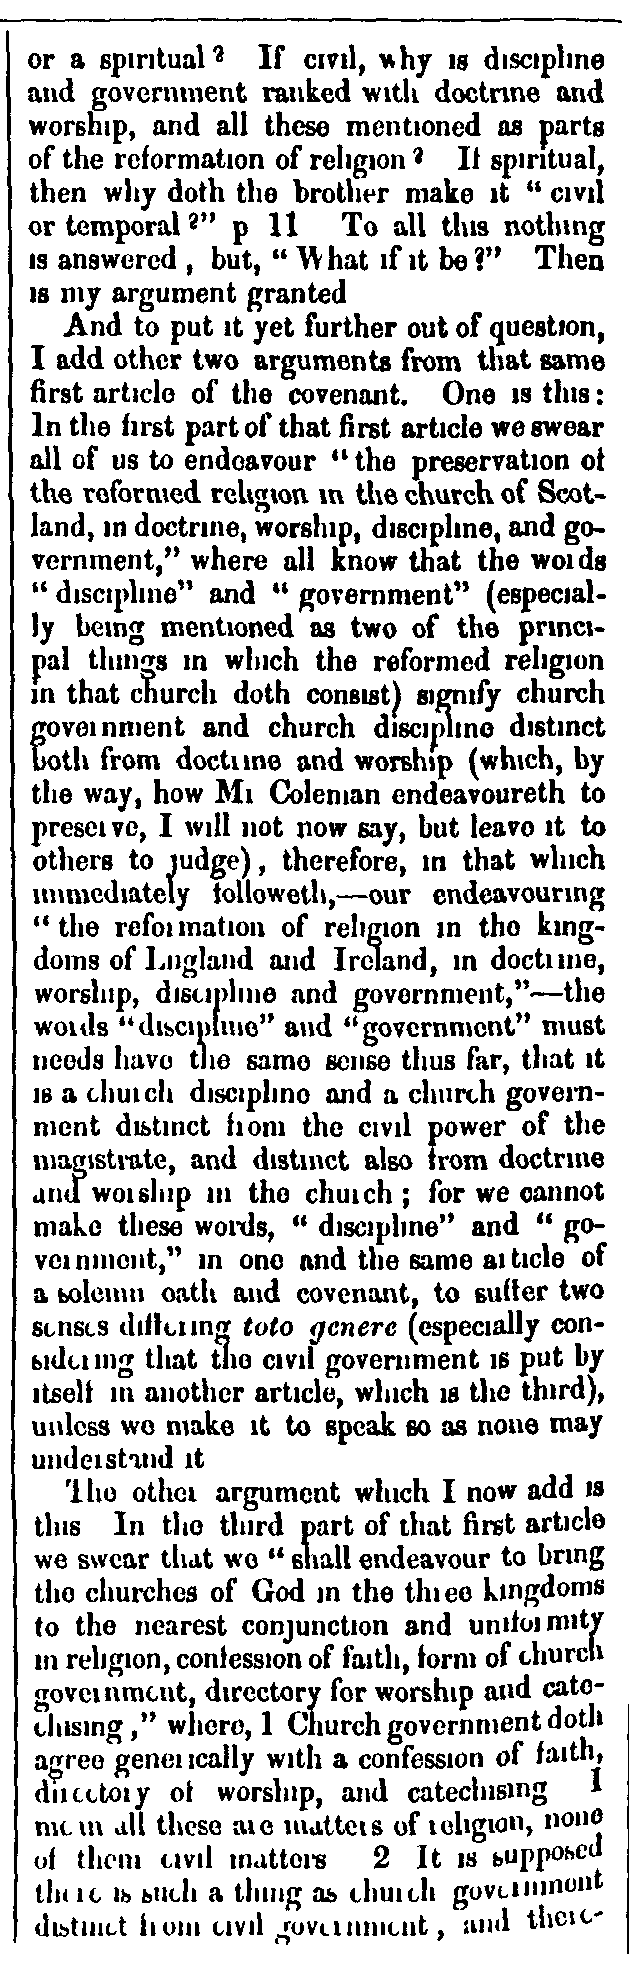 or a spiritual? If civil, why is discipline
and government ranked with doctrine and
worship, and all these mentioned as parts
of the reformation of religion? If spiritual,
then why doth the brother make it “ civil
or temporal?” p 11 To all this nothing
is answered, but, “ What if it be?” Then
is my argument granted
And to put it yet further out of question,
I add other two arguments from that same
first article of the covenant. One is this:
In the first part of that first article we swear
all of us to endeavour “ the preservation of
the reformed religion in the church of Scot-
land, in doctrine, worship, discipline, and go-
vernment,” where all know that the words
“ discipline” and “ government” (especial-
ly being mentioned as two of the princi-
pal things in which the reformed religion
in that church doth consist) signify church
government and church discipline distinct
both from doctrine and worship (which, by
the way, how Mr Coleman endeavoureth to
preserve, I will not now say, but leave it to
others to judge), therefore, in that which
immediately followeth,—our endeavouring
“ the reformation of religion in the king-
doms of England and Ireland, in doctrine,
worship, discipline and government,”—the
words “discipline” and “government” must
needs have the same sense thus far, that it
is a church discipline and a church govern-
ment distinct from the civil power of the
magistrate, and distinct also from doctrine
and worship in the church; for we cannot
make these words, “ discipline” and “ go-
vernment,” in one and the same article of
a solemn oath and covenant, to suffer two
senses differing toto genere (especially con-
sidering that the civil government is put by
itself in another article, which is the third),
unless we make it to speak so as none may
understand it
The other argument which I now add is
this In the third part of that first article
we swear that we “ shall endeavour to bring
the churches of God in the three kingdoms
to the nearest conjunction and uniformity
in religion, confession of faith, form of church
government, directory for worship and cate-
chising,” where, 1 Church government doth
agree generically with a confession of faith,
directory of worship, and catechising I
mean all these are matters of religion, none
of them civil matters 2 It is supposed
there is such a thing as church government
distinct from civil government, and there-